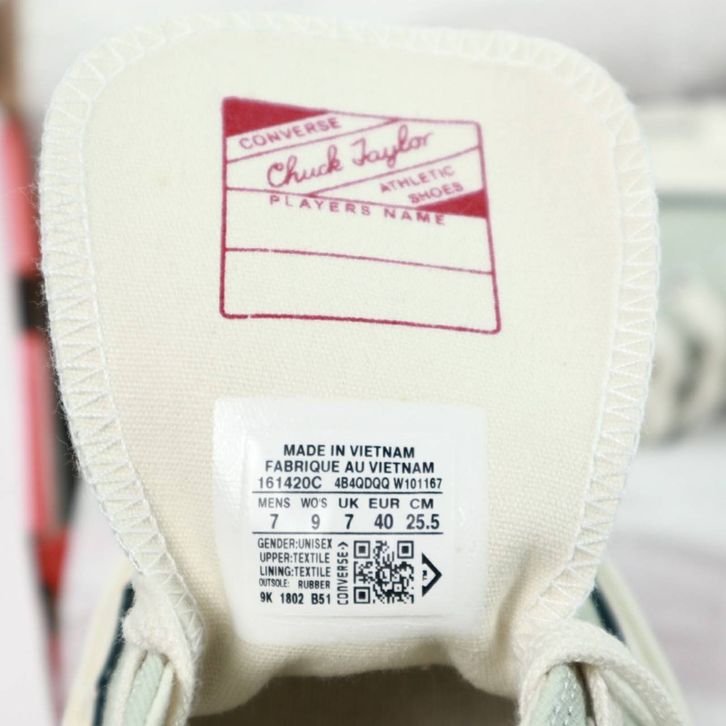 CONVERSE
Chuck Taylor
ATHLETIC
SHOES
PLAYERS NAME
MADE IN VIETNAM
FABRIQUE AU VIETNAM
161420C 4B4QDQQ W101167
MENS WO'S UK EUR CM
7 9 7 40 25.5
GENDER:UNISEX
UPPER:TEXTILE
LINING:TEXTILE
OUTSOLE: RUBBER
9K 1802 B51
CONVERSE->